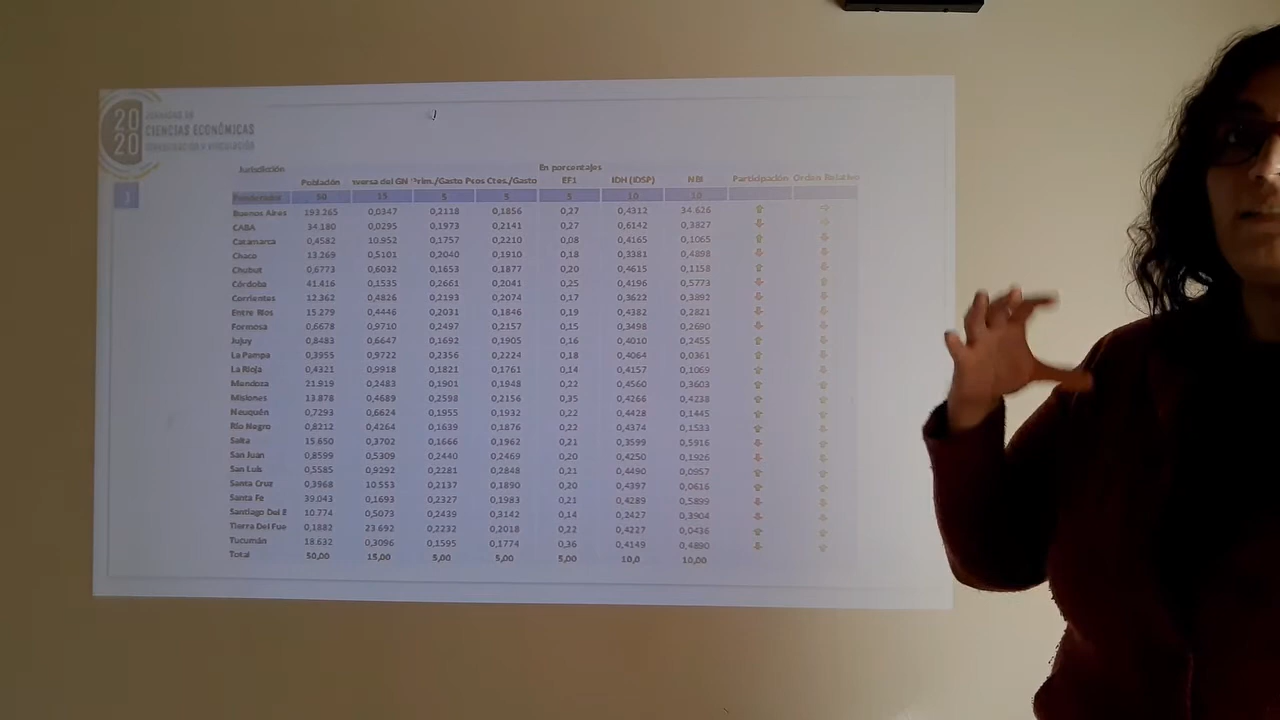 20
20
JORNADAS DE
CIENCIAS ECONÓMICAS
En porcentajes
Jurisdicción Población versa del GN Prim./Gasto Pcos Ctes./Gasto EF1 IDH (IDSP) NBI Participación Orden Relativo
Ponderador 50 15 5 5 5 10 10
Buenos Aires 193.265 0,0347 0,2118 0,1856 0,27 0,4312 34.626
CABA 34.180 0,0295 0,1973 0,2141 0,27 0,6142 0,3827
Catamarca 0,4582 10.952 0,1757 0,2210 0,08 0,4165 0,1065
Chaco 13.269 0,5101 0,2040 0,1910 0,18 0,3381 0,4898
Chubut 0,6773 0,6032 0,1653 0,1877 0,20 0,4615 0,1158
Córdoba 41.416 0,1535 0,2661 0,2041 0,25 0,4196 0,5773
Corrientes 12.362 0,4826 0,2193 0,2074 0,17 0,3622 0,3892
Entre Ríos 15.279 0,4446 0,2031 0,1846 0,19 0,4382 0,2821
Formosa 0,6678 0,9710 0,2497 0,2157 0,15 0,3498 0,2690
Jujuy 0,8483 0,6647 0,1692 0,1905 0,16 0,4010 0,2455
La Pampa 0,3955 0,9722 0,2356 0,2224 0,18 0,4064 0,0361
La Rioja 0,4321 0,9918 0,1821 0,1761 0,14 0,4157 0,1069
Mendoza 21.919 0,2483 0,1901 0,1948 0,22 0,4560 0,3603
Misiones 13.878 0,4689 0,2598 0,2156 0,35 0,4266 0,4238
Neuquén 0,7293 0,6624 0,1955 0,1932 0,22 0,4428 0,1445
Río Negro 0,8212 0,4264 0,1639 0,1876 0,22 0,4374 0,1533
Salta 15.650 0,3702 0,1666 0,1962 0,21 0,3599 0,5916
San Juan 0,8599 0,5309 0,2440 0,2469 0,20 0,4250 0,1926
San Luis 0,5585 0,9292 0,2281 0,2848 0,21 0,4490 0,0957
Santa Cruz 0,3968 10.553 0,2137 0,1890 0,20 0,4397 0,0616
Santa Fe 39.043 0,1693 0,2327 0,1983 0,21 0,4289 0,5899
Santiago Del E 10.774 0,5073 0,2439 0,3142 0,14 0,2427 0,3904
Tierra Del Fue 0,1882 23.692 0,2232 0,2018 0,22 0,4227 0,0436
Tucumán 18.632 0,3096 0,1595 0,1774 0,36 0,4149 0,4890
Total 50,00 15,00 5,00 5,00 5,00 10,0 10,00